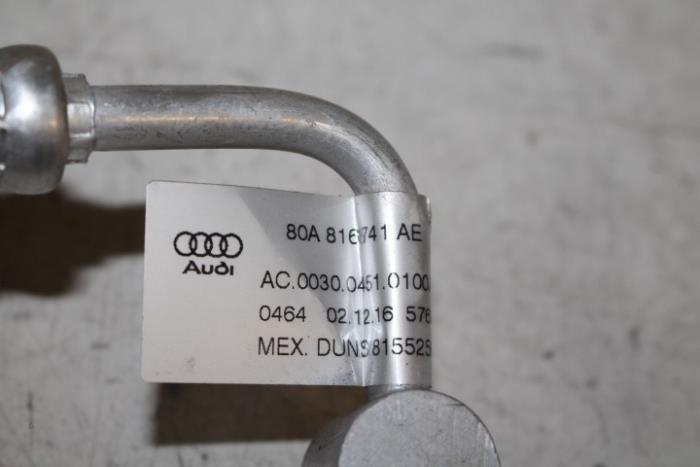 80A 816741 AE
Audi
AC.0030.0451.0100
0464 02.12.16 576
MEX. DUNS815525